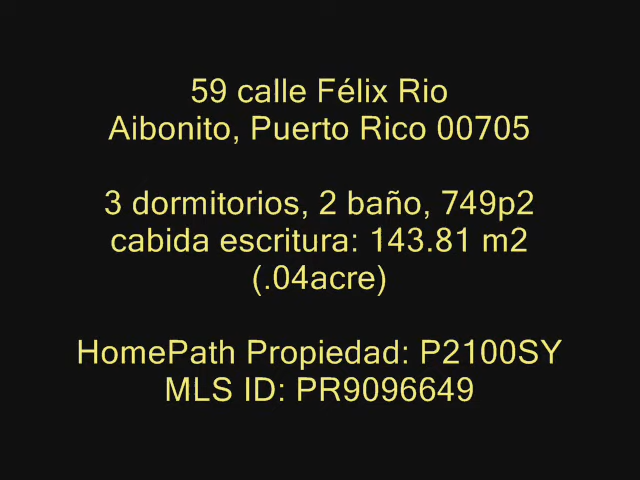 59 calle Félix Rio
Aibonito, Puerto Rico 00705
3 dormitorios, 2 baño, 749p2
cabida escritura: 143.81 m2
(.04acre)
HomePath Propiedad: P2100SY
MLS ID: PR9096649